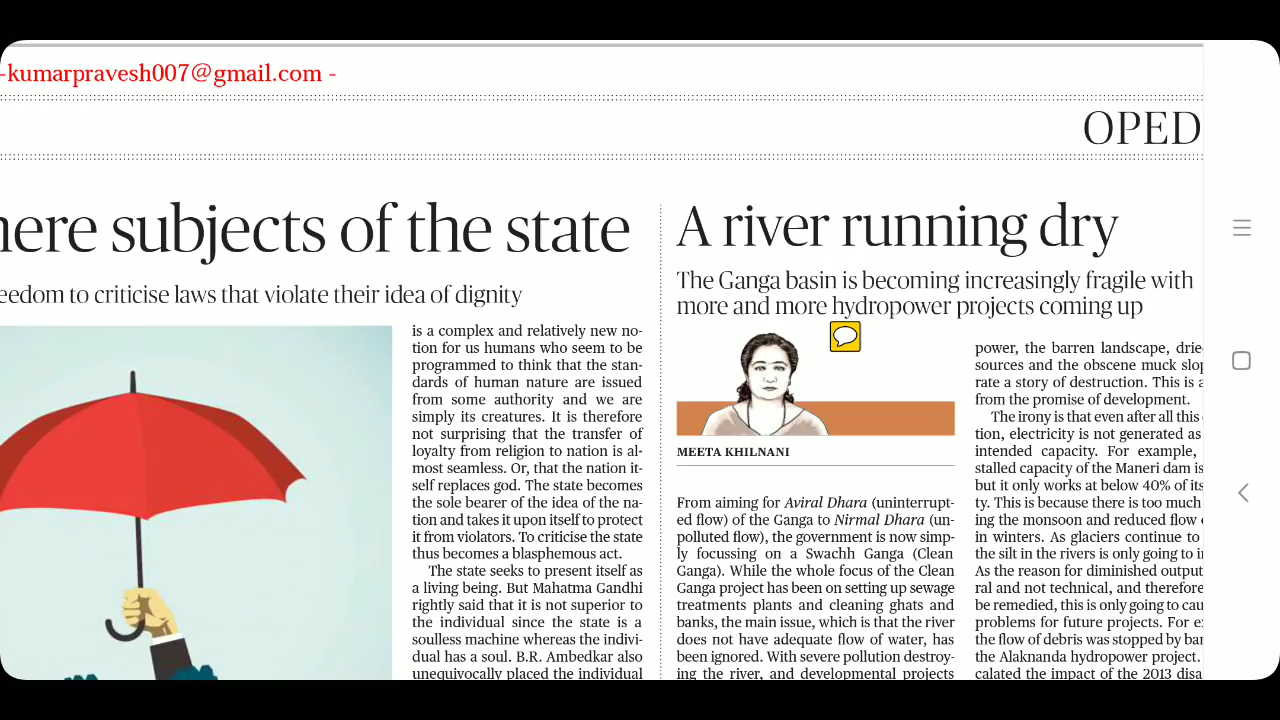 -kumarpravesh007@gmail.com -
OPED
here subjects of the state
eedom to criticise laws that violate their idea of dignity
is a complex and relatively new no-
tion for us humans who seem to be
programmed to think that the stan-
dards of human nature are issued
from some authority and we are
simply its creatures. It is therefore
not surprising that the transfer of
loyalty from religion to nation is al-
most seamless. Or, that the nation it-
self replaces god. The state becomes
the sole bearer of the idea of the na-
tion and takes it upon itself to protect
it from violators. To criticise the state
thus becomes a blasphemous act.
The state seeks to present itself as
a living being. But Mahatma Gandhi
rightly said that it is not superior to
the individual since the state is a
soulless machine whereas the indivi-
dual has a soul. B.R. Ambedkar also
unequivocally placed the individual
A river running dry
The Ganga basin is becoming increasingly fragile with
more and more hydropower projects coming up
MEETA KHILNANI
From aiming for Aviral Dhara (uninterrupt-
ed flow) of the Ganga to Nirmal Dhara (un-
polluted flow), the government is now simp-
ly focussing on a Swachh Ganga (Clean
Ganga). While the whole focus of the Clean
Ganga project has been on setting up sewage
treatments plants and cleaning ghats and
banks, the main issue, which is that the river
does not have adequate flow of water, has
been ignored. With severe pollution destroy-
ing the river, and developmental projects
power, the barren landscape, drie
sources and the obscene muck slop
rate a story of destruction. This is a
from the promise of development.
The irony is that even after all this
tion, electricity is not generated as
intended capacity. For example,
stalled capacity of the Maneri dam is
but it only works at below 40% of its
ty. This is because there is too much
ing the monsoon and reduced flow
in winters. As glaciers continue to
the silt in the rivers is only going to i
As the reason for diminished output
ral and not technical, and therefore
be remedied, this is only going to cau
problems for future projects. For e
the flow of debris was stopped by bar
the Alaknanda hydropower project.
calated the impact of the 2013 disa